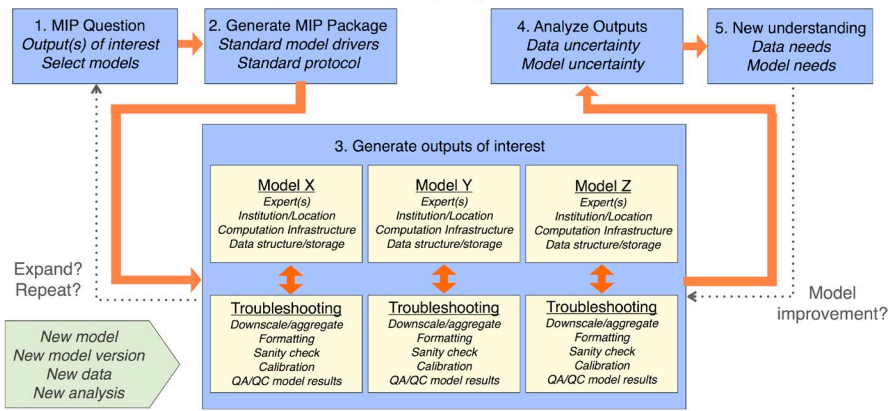 1. MIP Question
Output(s) of interest
Select models
2. Generate MIP Package
Standard model drivers
Standard protocol
4. Analyze Outputs
Data uncertainty
Model uncertainty
5. New understanding
Data needs
Model needs
3. Generate outputs of interest
Model X
Expert(s)
Institution/Location
Computation Infrastructure
Data structure/storage
Model Y
Expert(s)
Institution/Location
Computation Infrastructure
Data structure/storage
Model Z
Expert(s)
Institution/Location
Computation Infrastructure
Data structure/storage
Troubleshooting
Downscale/aggregate
Formatting
Sanity check
Calibration
QA/QC model results
Troubleshooting
Downscale/aggregate
Formatting
Sanity check
Calibration
QA/QC model results
Troubleshooting
Downscale/aggregate
Formatting
Sanity check
Calibration
QA/QC model results
Expand?
Repeat?
Model
improvement?
New model
New model version
New data
New analysis